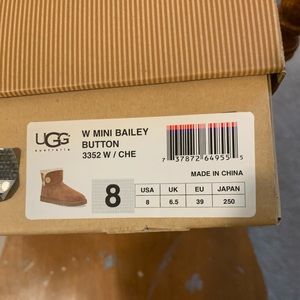 UGG
australia
W MINI BAILEY
BUTTON
3352 W / CHE
7 37872 64955 5
MADE IN CHINA
8
USA UK EU JAPAN
8 6.5 39 250